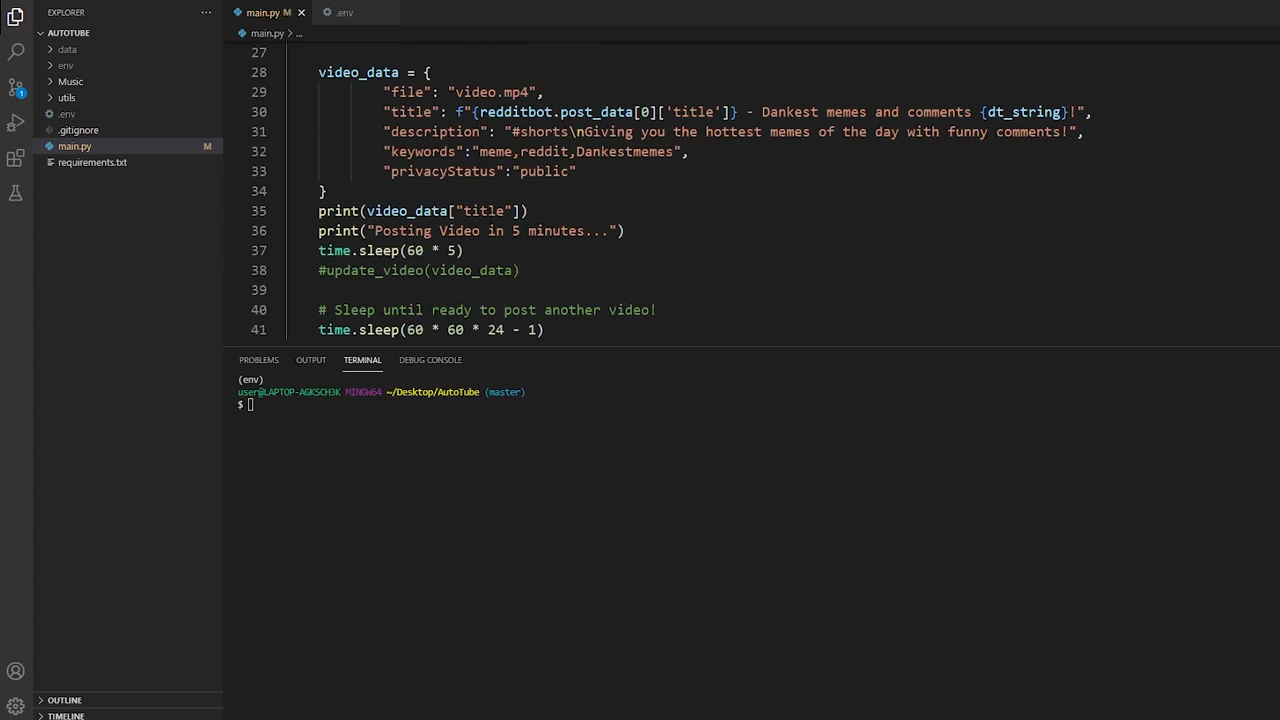 EXPLORER
···
AUTOTUBE
data
env
Music
utils
.env
.gitignore
main.py M
requirements.txt
OUTLINE
TIMELINE
1
main.py M
.env
main.py > ...
27
28 video_data = {
29 "file": "video.mp4",
30 "title": f"{redditbot.post_data[0]['title']} - Dankest memes and comments {dt_string}!",
31 "description": "#shorts\nGiving you the hottest memes of the day with funny comments!",
32 "keywords":"meme,reddit,Dankestmemes",
33 "privacyStatus":"public"
34 }
35 print(video_data["title"])
36 print("Posting Video in 5 minutes...")
37 time.sleep(60 * 5)
38 #update_video(video_data)
39
40 # Sleep until ready to post another video!
41 time.sleep(60 * 60 * 24 - 1)
PROBLEMS OUTPUT TERMINAL DEBUG CONSOLE
(env)
user@LAPTOP-AGKSCH3K MINGW64 ~/Desktop/AutoTube (master)
$